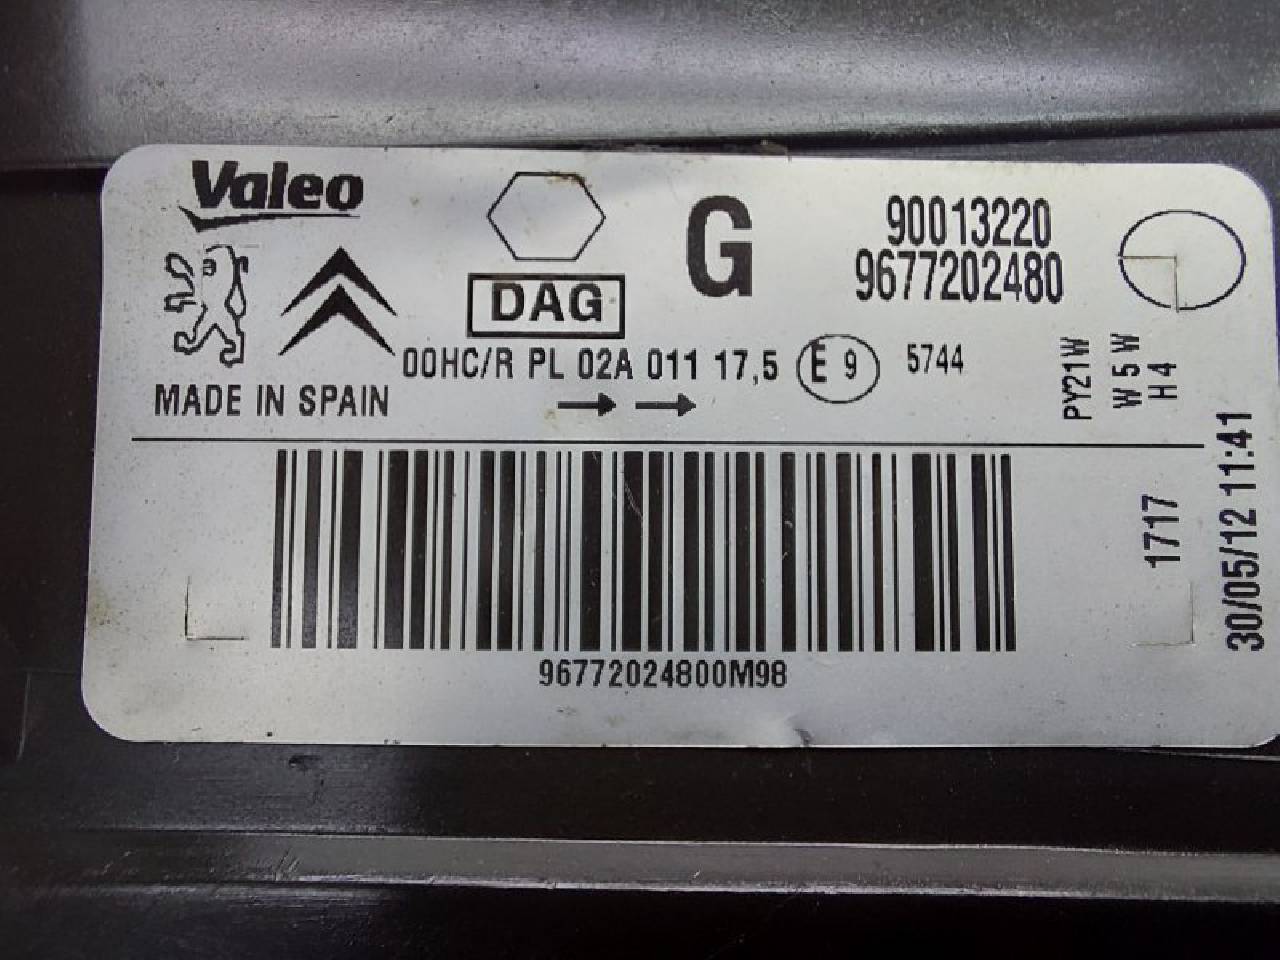 Valeo
G
90013220
9677202480
DAG
00HC/R PL 02A 011 17,5 E 9 5744
MADE IN SPAIN
PY21W
W5W
H4
1717
30/05/12 11:41
96772024800M98